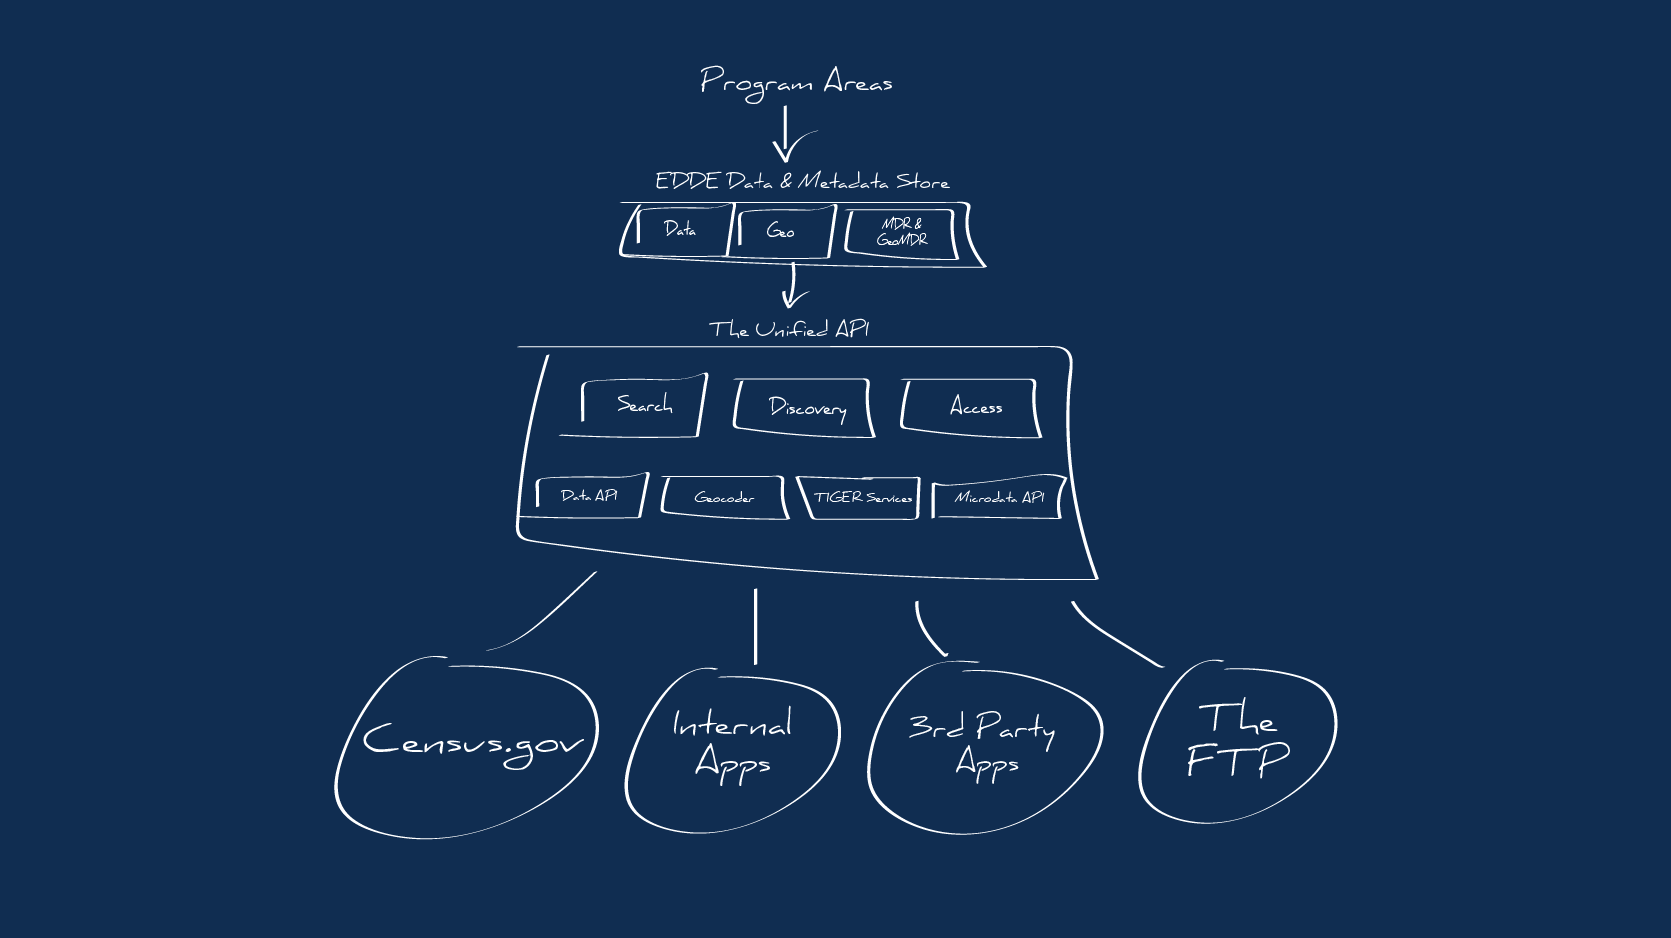 Program Areas
EDDE Data & Metadata Store
Data
Geo
MDR &
GeoMDR
The Unified API
Search
Discovery
Access
Data API
Geocoder
TIGER Services
Microdata API
Census.gov
Internal
Apps
3rd Party
Apps
The
FTP